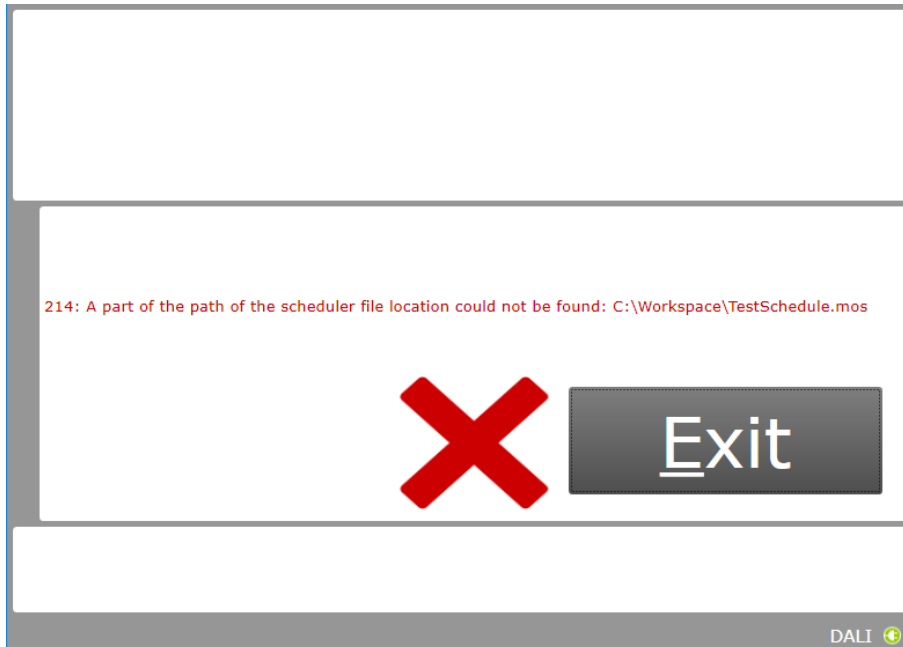 214: A part of the path of the scheduler file location could not be found: C:\Workspace\TestSchedule.mos
Exit
DALI